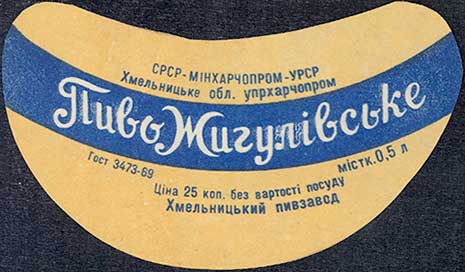 СРСР-МІНХАРЧОПРОМ-УРСР
Хмельницьке обл. упрхарчопром
Пиво Жигулівське
Гост 3473-69
містк. 0,5 л
Ціна 25 коп. без вартості посуду
Хмельницький пивзавод